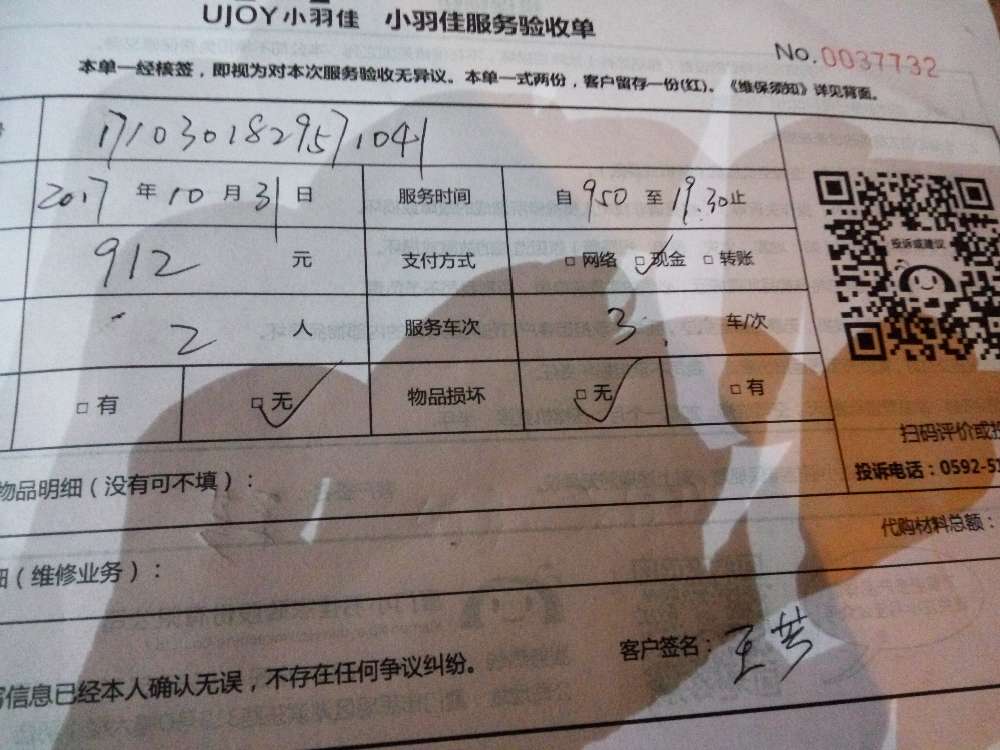 UJOY小羽佳 小羽佳服务验收单
No.0037732
本单一经核签，即视为对本次服务验收无异议。本单一式两份，客户留存一份(红)。《维保须知》详见背面。
1710301829571041
2017 年 10 月 31 日 服务时间 自 950 至 19:30止
912 元 支付方式 □网络 □现金 □转账
2 人 服务车次 3 车/次
□有 □无 物品损坏 □无 □有
投诉或建议
扫码评价或
投诉电话：0592-5
物品明细（没有可不填）：
代购材料总额：
细（维修业务）：
客户签名：王芳
写信息已经本人确认无误，不存在任何争议纠纷。